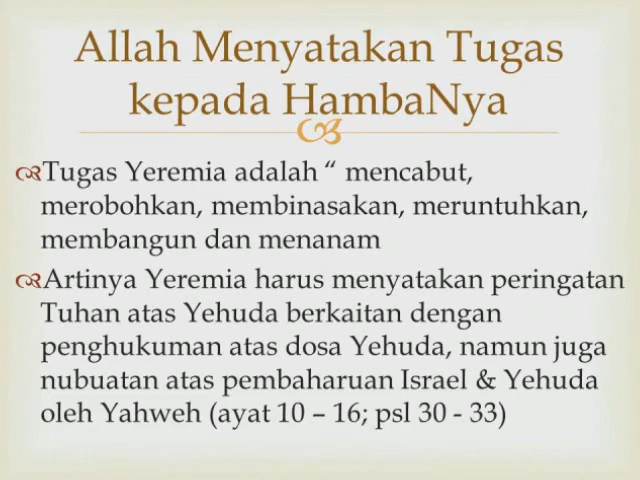 Allah Menyatakan Tugas
kepada HambaNya
Tugas Yeremia adalah “ mencabut,
merobohkan, membinasakan, meruntuhkan,
membangun dan menanam
Artinya Yeremia harus menyatakan peringatan
Tuhan atas Yehuda berkaitan dengan
penghukuman atas dosa Yehuda, namun juga
nubuatan atas pembaharuan Israel & Yehuda
oleh Yahweh (ayat 10 – 16; psl 30 - 33)